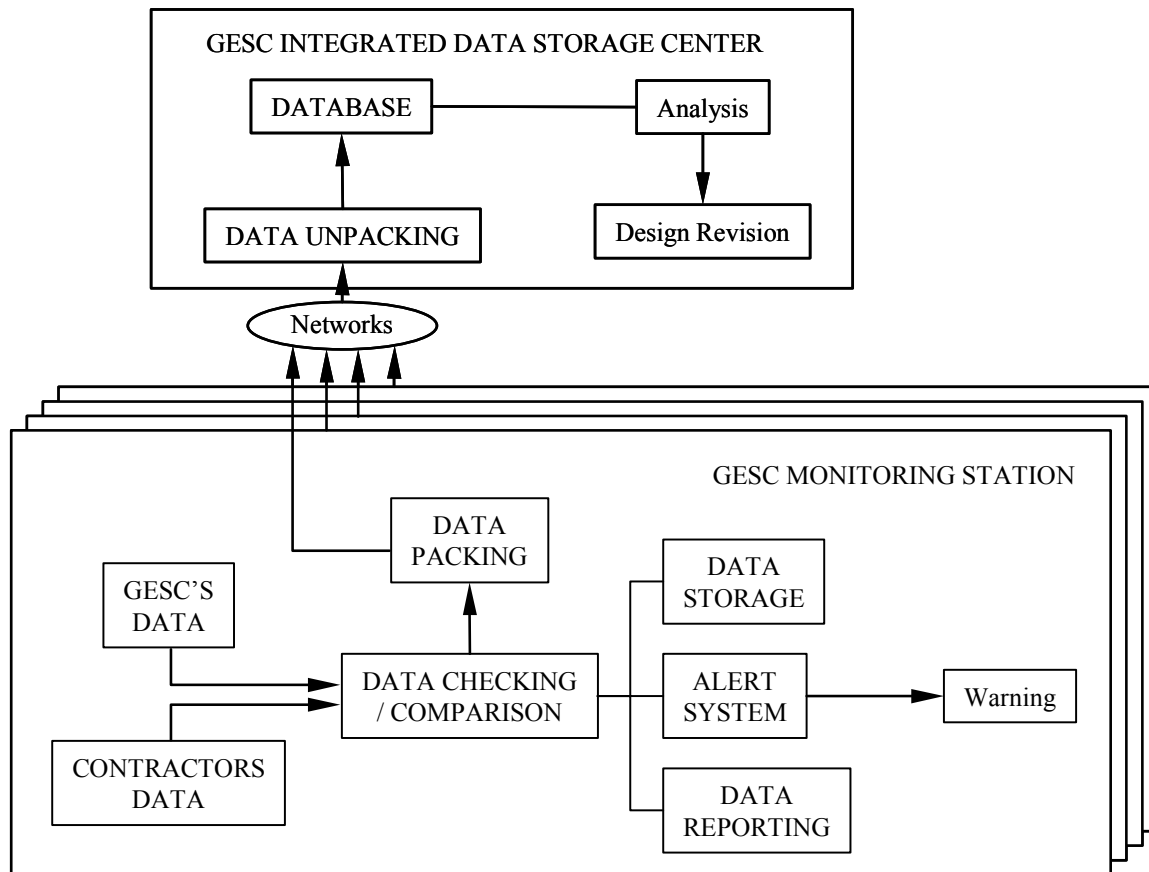 GESC INTEGRATED DATA STORAGE CENTER
DATABASE
Analysis
DATA UNPACKING
Design Revision
Networks
GESC MONITORING STATION
DATA
PACKING
DATA
STORAGE
GESC’S
DATA
DATA CHECKING
/ COMPARISON
ALERT
SYSTEM
Warning
CONTRACTORS
DATA
DATA
REPORTING